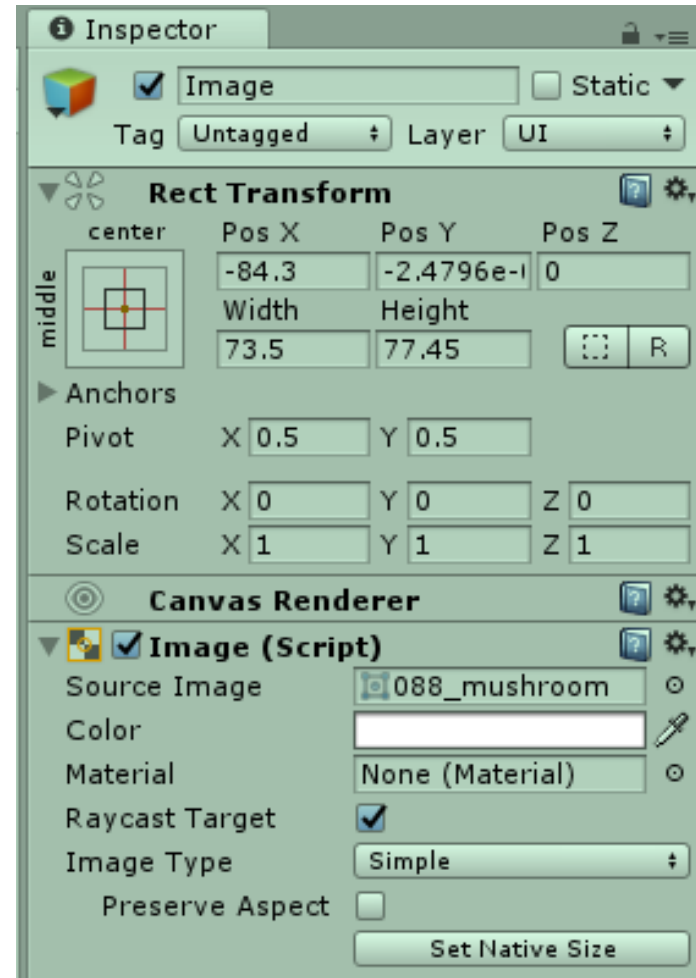 Inspector
Image Static
Tag Untagged Layer UI
Rect Transform
center Pos X Pos Y Pos Z
middle
-84.3 -2.4796e-( 0
Width Height
73.5 77.45 R
Anchors
Pivot X 0.5 Y 0.5
Rotation X 0 Y 0 Z 0
Scale X 1 Y 1 Z 1
Canvas Renderer
Image (Script)
Source Image 088_mushroom
Color
Material None (Material)
Raycast Target
Image Type Simple
Preserve Aspect
Set Native Size